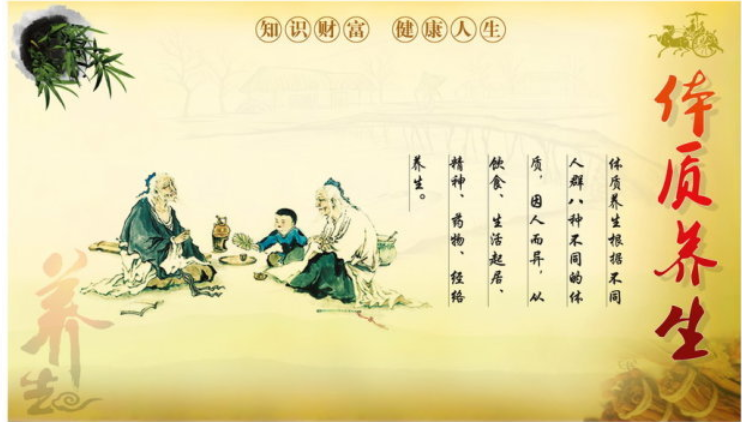 知识财富 健康人生
体质养生
体质养生根据不同
人群八种不同的体
质，因人而异，从
饮食、生活起居、
精神、药物、经络
养生。
养生